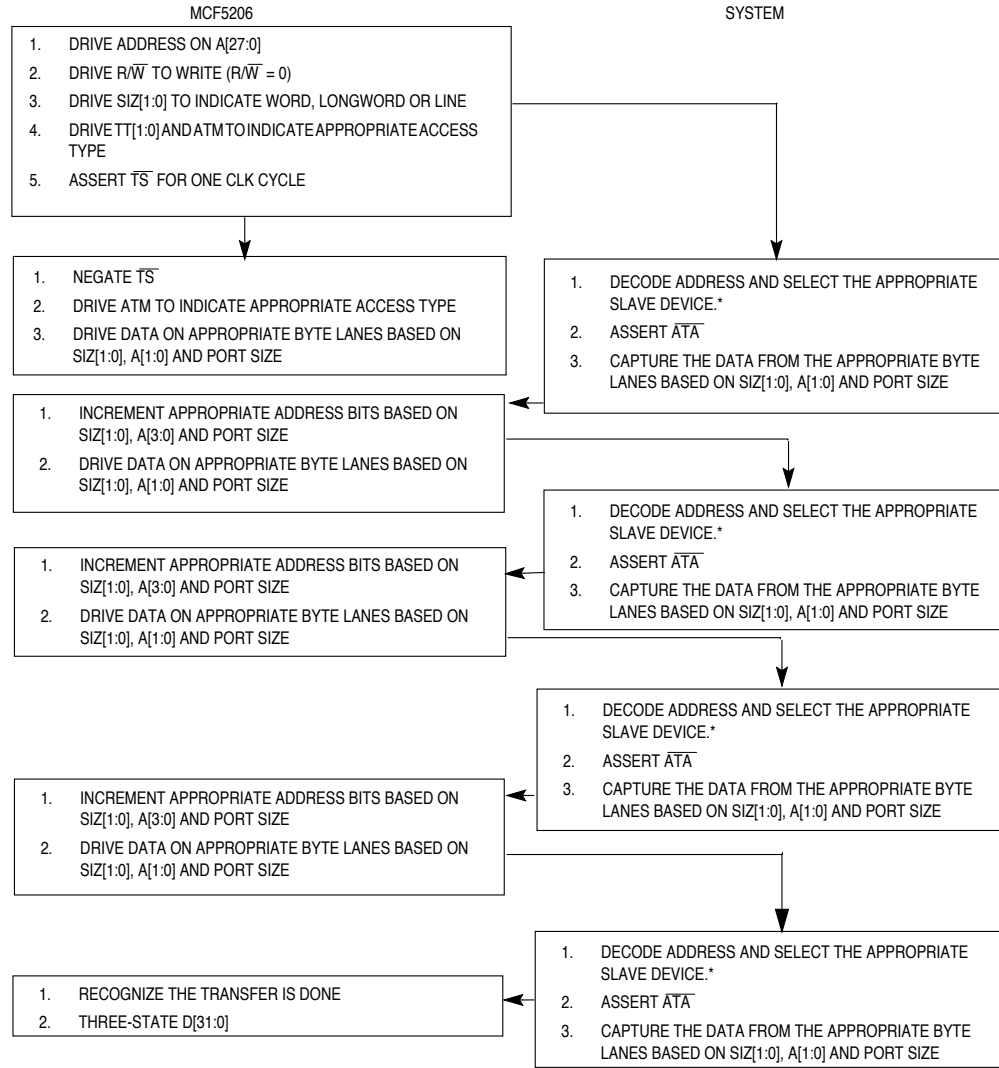 MCF5206
SYSTEM
1. DRIVE ADDRESS ON A[27:0]
2. DRIVE R/W̅ TO WRITE (R/W̅ = 0)
3. DRIVE SIZ[1:0] TO INDICATE WORD, LONGWORD OR LINE
4. DRIVE TT[1:0] AND ATM TO INDICATE APPROPRIATE ACCESS
TYPE
5. ASSERT T̅S̅ FOR ONE CLK CYCLE
1. NEGATE T̅S̅
2. DRIVE ATM TO INDICATE APPROPRIATE ACCESS TYPE
3. DRIVE DATA ON APPROPRIATE BYTE LANES BASED ON
SIZ[1:0], A[1:0] AND PORT SIZE
1. DECODE ADDRESS AND SELECT THE APPROPRIATE
SLAVE DEVICE.*
2. ASSERT A̅T̅A̅
3. CAPTURE THE DATA FROM THE APPROPRIATE BYTE
LANES BASED ON SIZ[1:0], A[1:0] AND PORT SIZE
1. INCREMENT APPROPRIATE ADDRESS BITS BASED ON
SIZ[1:0], A[3:0] AND PORT SIZE
2. DRIVE DATA ON APPROPRIATE BYTE LANES BASED ON
SIZ[1:0], A[1:0] AND PORT SIZE
1. DECODE ADDRESS AND SELECT THE APPROPRIATE
SLAVE DEVICE.*
2. ASSERT A̅T̅A̅
3. CAPTURE THE DATA FROM THE APPROPRIATE BYTE
LANES BASED ON SIZ[1:0], A[1:0] AND PORT SIZE
1. INCREMENT APPROPRIATE ADDRESS BITS BASED ON
SIZ[1:0], A[3:0] AND PORT SIZE
2. DRIVE DATA ON APPROPRIATE BYTE LANES BASED ON
SIZ[1:0], A[1:0] AND PORT SIZE
1. DECODE ADDRESS AND SELECT THE APPROPRIATE
SLAVE DEVICE.*
2. ASSERT A̅T̅A̅
3. CAPTURE THE DATA FROM THE APPROPRIATE BYTE
LANES BASED ON SIZ[1:0], A[1:0] AND PORT SIZE
1. INCREMENT APPROPRIATE ADDRESS BITS BASED ON
SIZ[1:0], A[3:0] AND PORT SIZE
2. DRIVE DATA ON APPROPRIATE BYTE LANES BASED ON
SIZ[1:0], A[1:0] AND PORT SIZE
1. DECODE ADDRESS AND SELECT THE APPROPRIATE
SLAVE DEVICE.*
2. ASSERT A̅T̅A̅
3. CAPTURE THE DATA FROM THE APPROPRIATE BYTE
LANES BASED ON SIZ[1:0], A[1:0] AND PORT SIZE
1. RECOGNIZE THE TRANSFER IS DONE
2. THREE-STATE D[31:0]